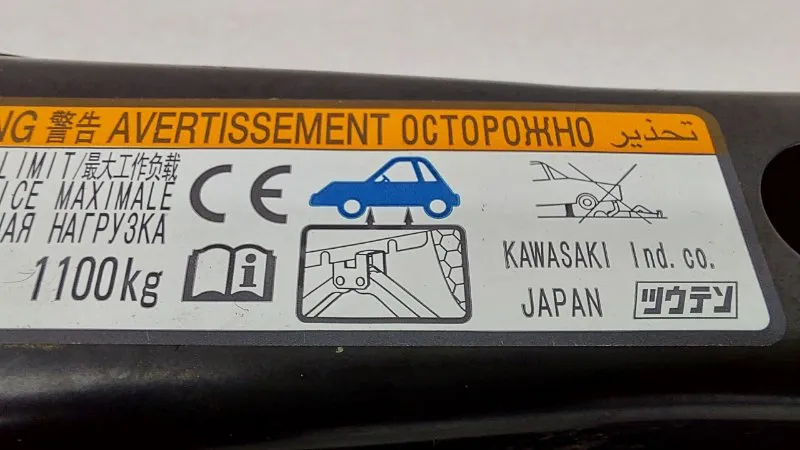 NG 警告 AVERTISSEMENT ОСТОРОЖНО تحذير
LIMIT/最大工作负载
ICE MAXIMALE
НАЯ НАГРУЗКА
1100kg
CE
i
KAWASAKI Ind. co.
JAPAN ツウテン